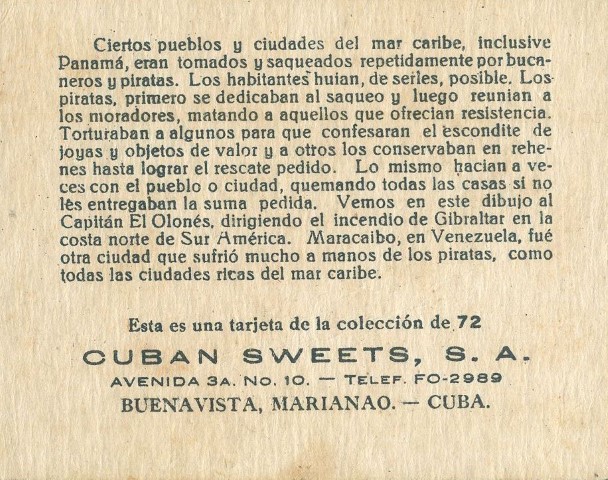 Ciertos pueblos y ciudades del mar caribe, inclusive
Panamá, eran tomados y saqueados repetidamente por buca-
neros y piratas. Los habitantes huian, de serles, posible. Los
piratas, primero se dedicaban al saqueo y luego reunian a
los moradores, matando a aquellos que ofrecian resistencia.
Torturaban a algunos para que confesaran el escondite de
joyas y objetos de valor y a otros los conservaban en rehe-
nes hasta lograr el rescate pedido. Lo mismo hacian a ve-
ces con el pueblo o ciudad, quemando todas las casas si no
les entregaban la suma pedida. Vemos en este dibujo al
Capitán El Olonés, dirigiendo el incendio de Gibraltar en la
costa norte de Sur América. Maracaibo, en Venezuela, fué
otra ciudad que sufrió mucho a manos de los piratas, como
todas las ciudades ricas del mar caribe.
Esta es una tarjeta de la colección de 72
CUBAN SWEETS, S. A.
AVENIDA 3A. No. 10. — TELEF. FO-2989
BUENAVISTA, MARIANAO. — CUBA.